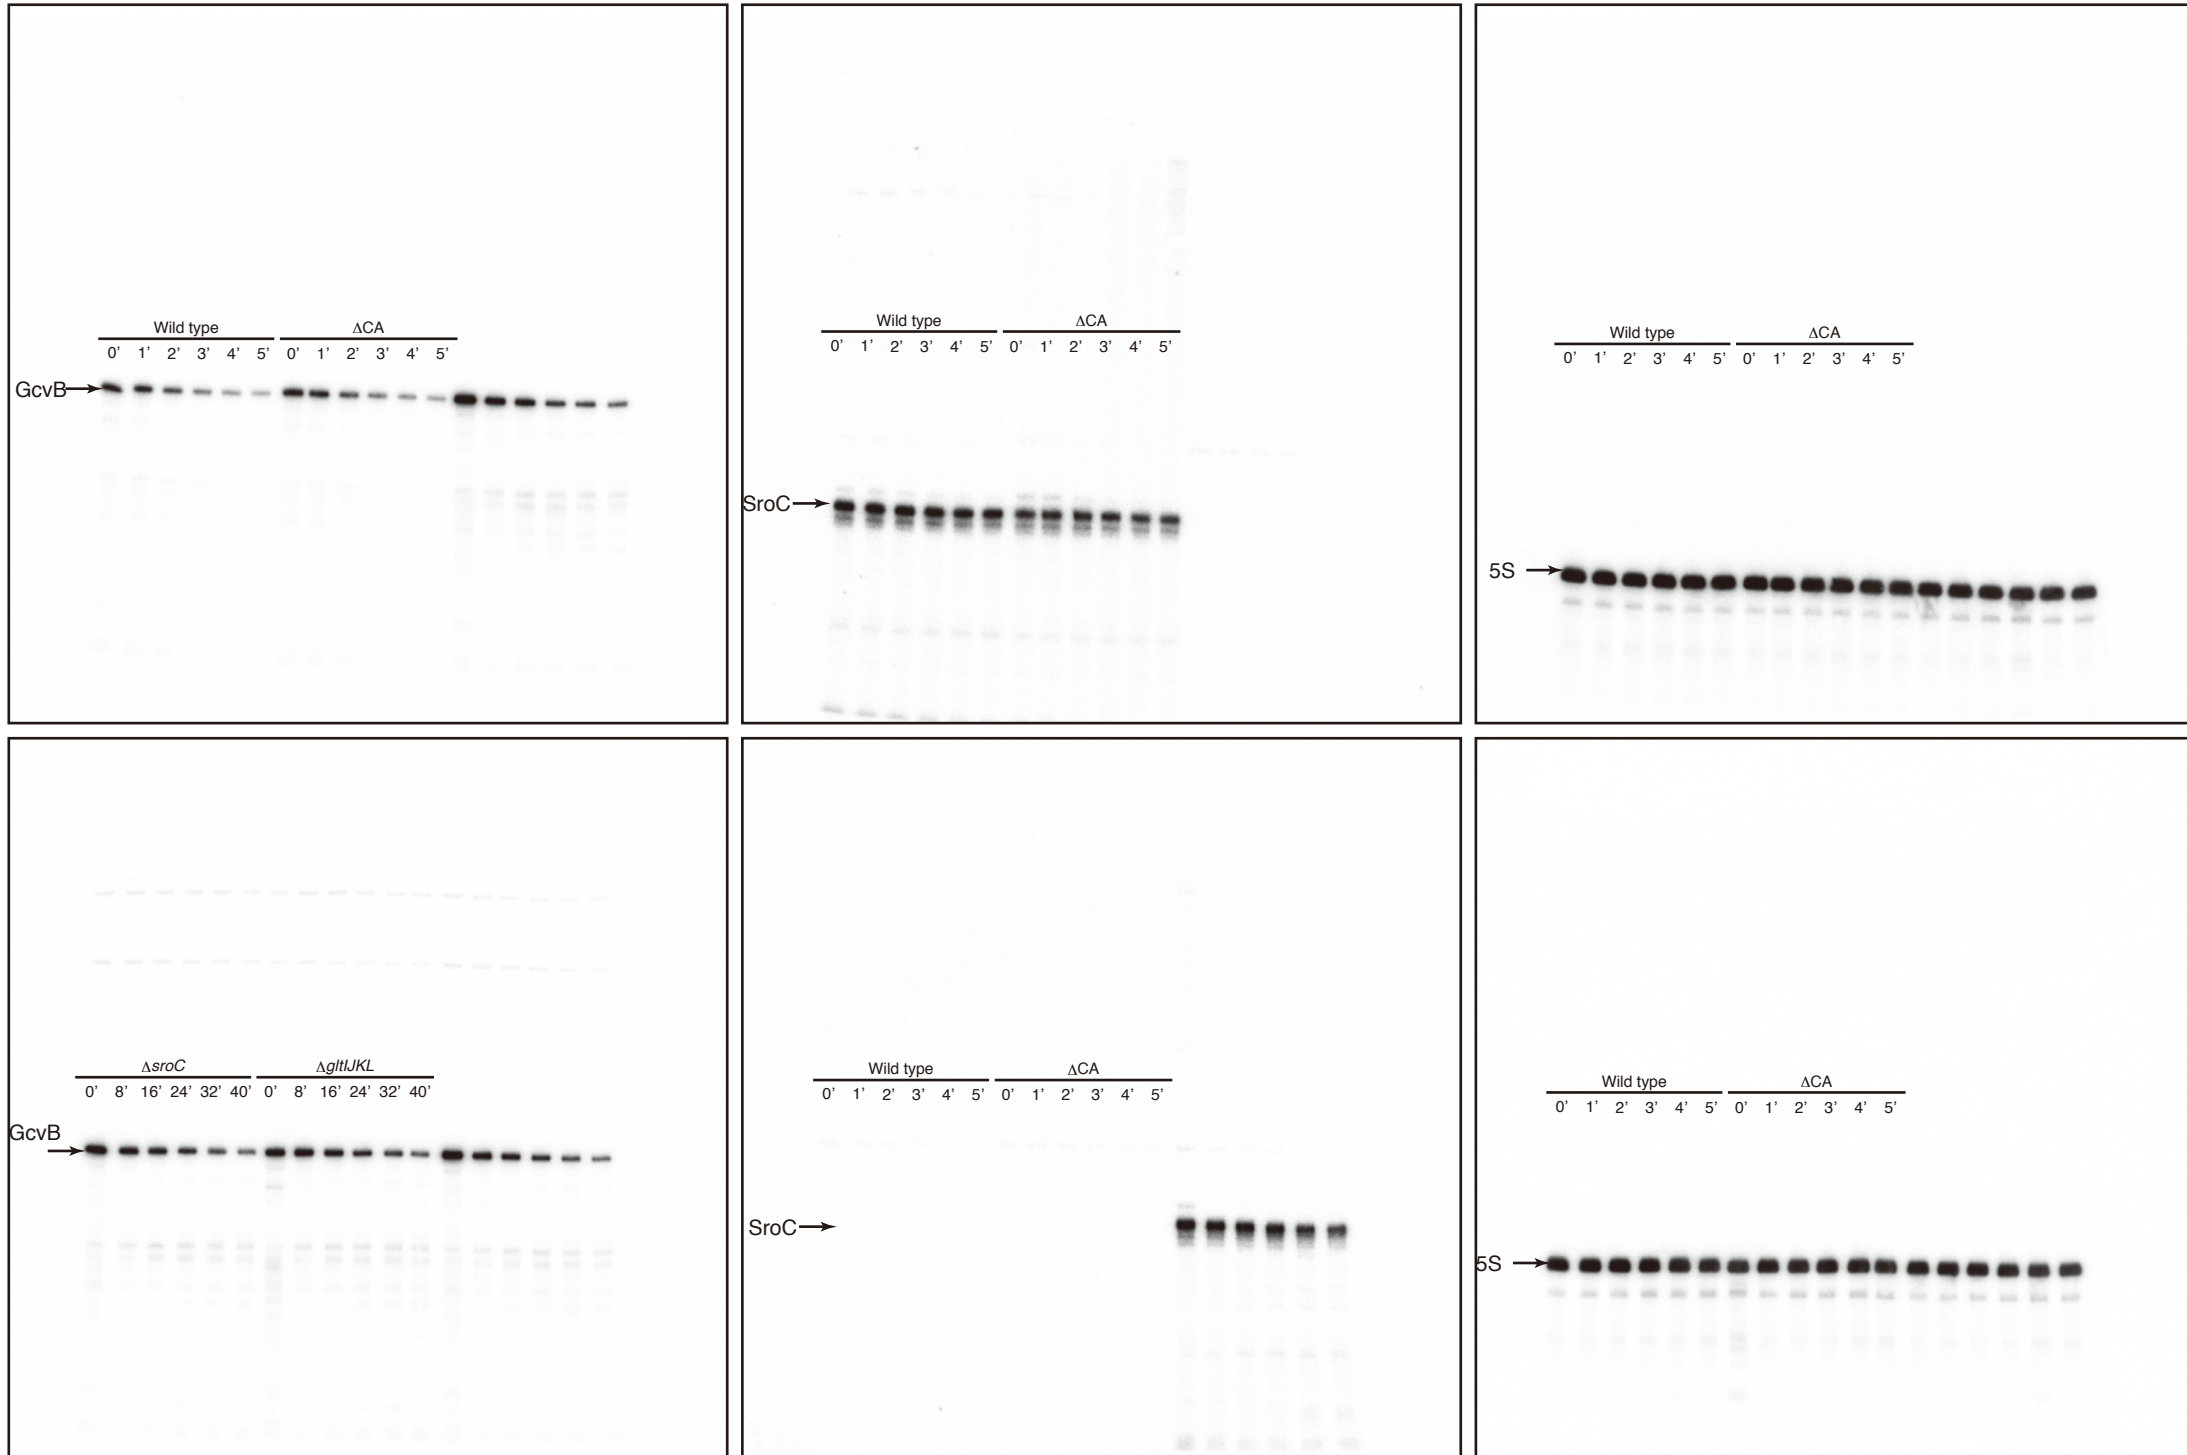 Wild type ΔCA
0' 1' 2' 3' 4' 5' 0' 1' 2' 3' 4' 5'
GcvB
Wild type ΔCA
0' 1' 2' 3' 4' 5' 0' 1' 2' 3' 4' 5'
SroC
Wild type ΔCA
0' 1' 2' 3' 4' 5' 0' 1' 2' 3' 4' 5'
5S
ΔsroC ΔgltIJKL
0' 8' 16' 24' 32' 40' 0' 8' 16' 24' 32' 40'
GcvB
Wild type ΔCA
0' 1' 2' 3' 4' 5' 0' 1' 2' 3' 4' 5'
SroC
Wild type ΔCA
0' 1' 2' 3' 4' 5' 0' 1' 2' 3' 4' 5'
5S